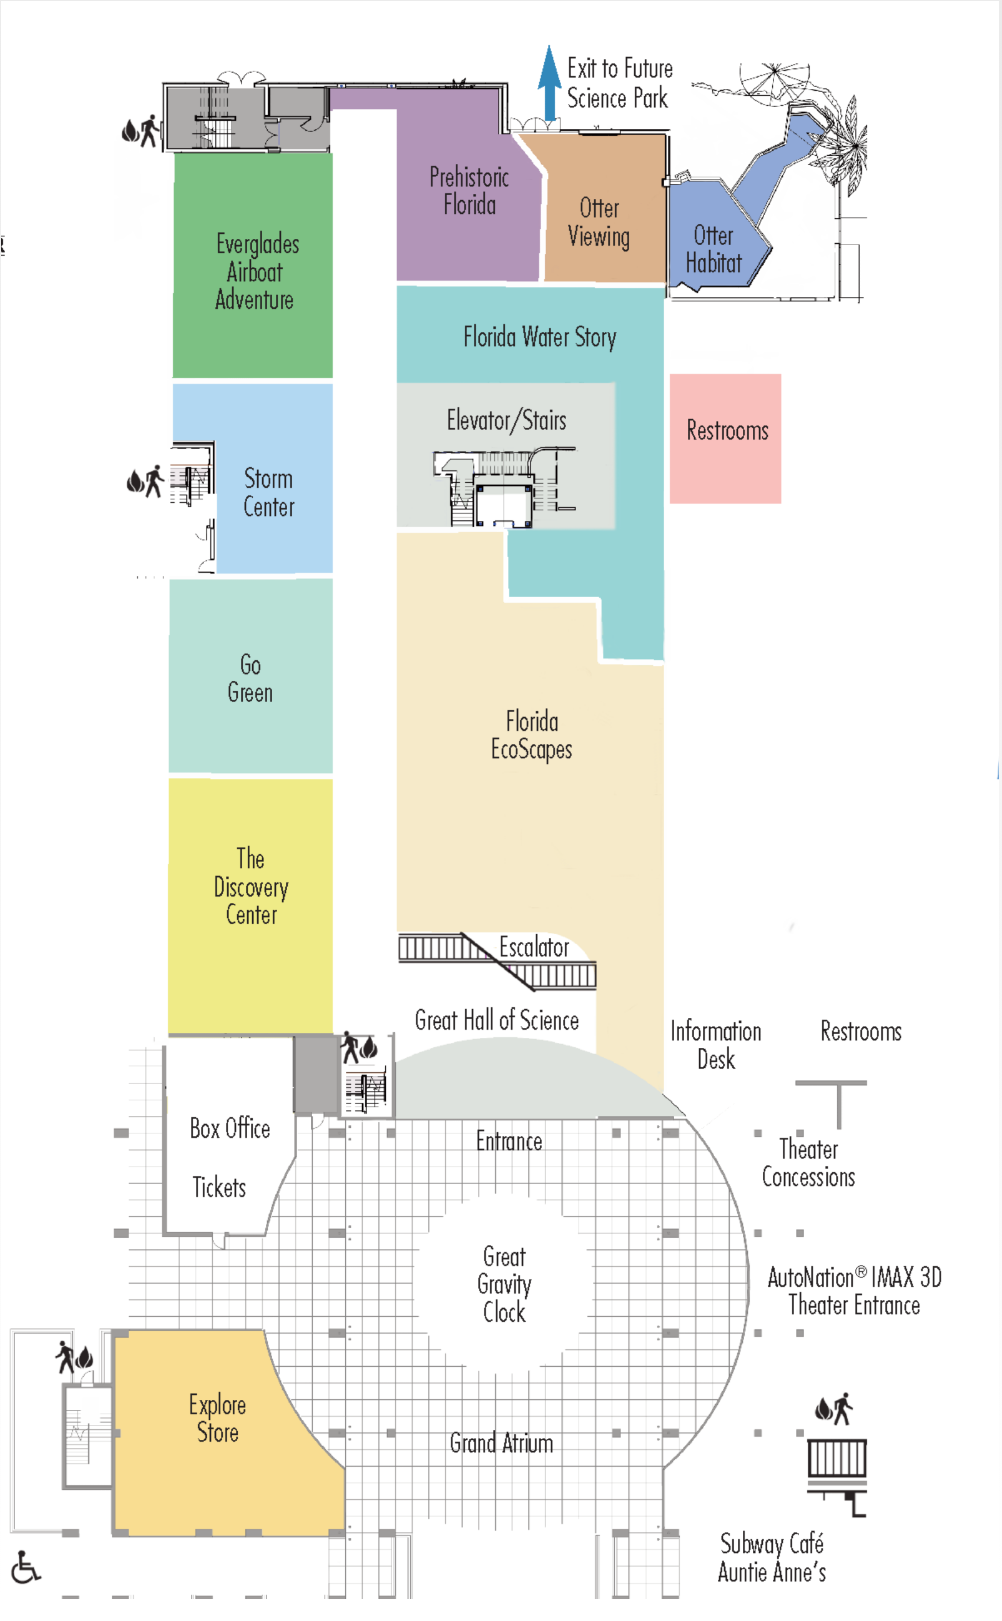 Exit to Future
Science Park
Prehistoric
Florida
Otter
Viewing
Otter
Habitat
Everglades
Airboat
Adventure
Florida Water Story
Elevator/Stairs
Restrooms
Storm
Center
Go
Green
Florida
EcoScapes
The
Discovery
Center
Escalator
Great Hall of Science
Information
Desk
Restrooms
Box Office
Tickets
Entrance
Theater
Concessions
Great
Gravity
Clock
AutoNation® IMAX 3D
Theater Entrance
Explore
Store
Grand Atrium
Subway Café
Auntie Anne's